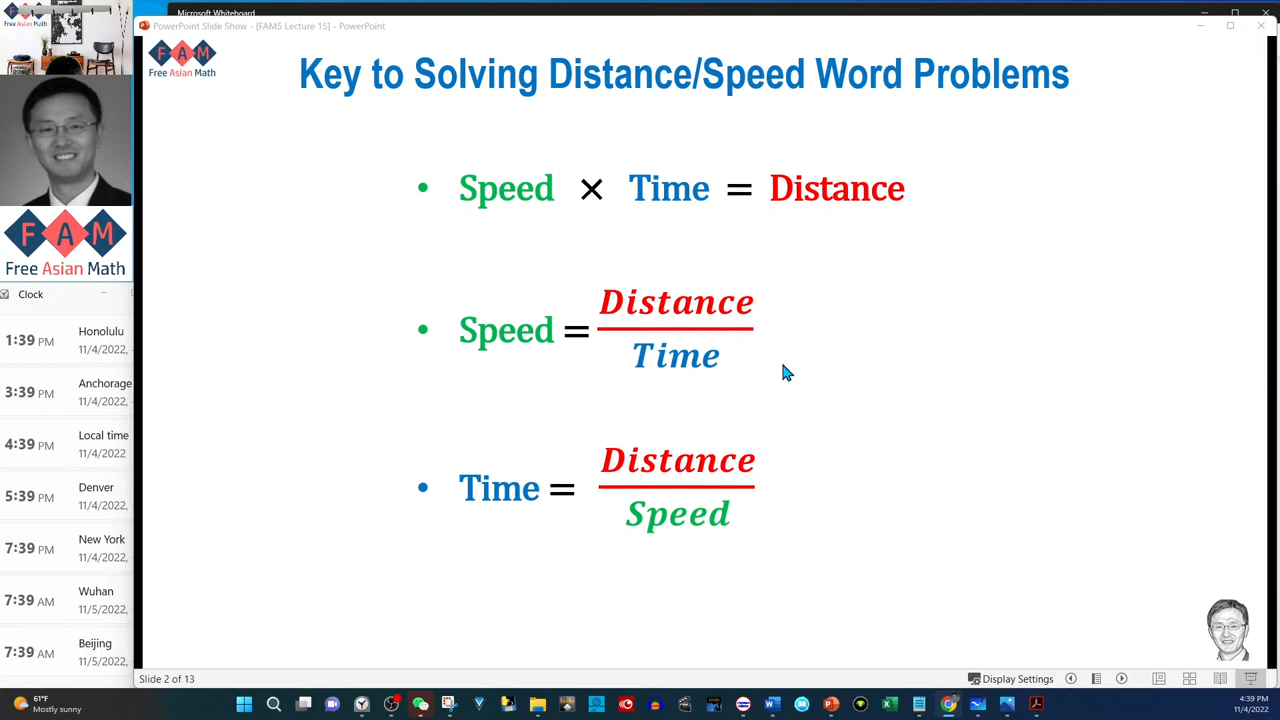 Microsoft Whiteboard
Free Asian Math
PowerPoint Slide Show - [FAM5 Lecture 15] - PowerPoint
FAM
Free Asian Math
Key to Solving Distance/Speed Word Problems
• Speed × Time = Distance
• Speed = Distance
Time
• Time = Distance
Speed
FAM
Free Asian Math
Clock
1:39 PM Honolulu
11/4/2022,
3:39 PM Anchorage
11/4/2022,
4:39 PM Local time
11/4/2022
5:39 PM Denver
11/4/2022,
7:39 PM New York
11/4/2022,
7:39 AM Wuhan
11/5/2022,
7:39 AM Beijing
11/5/2022,
Slide 2 of 13
Display Settings
61°F
Mostly sunny
4:39 PM
11/4/2022